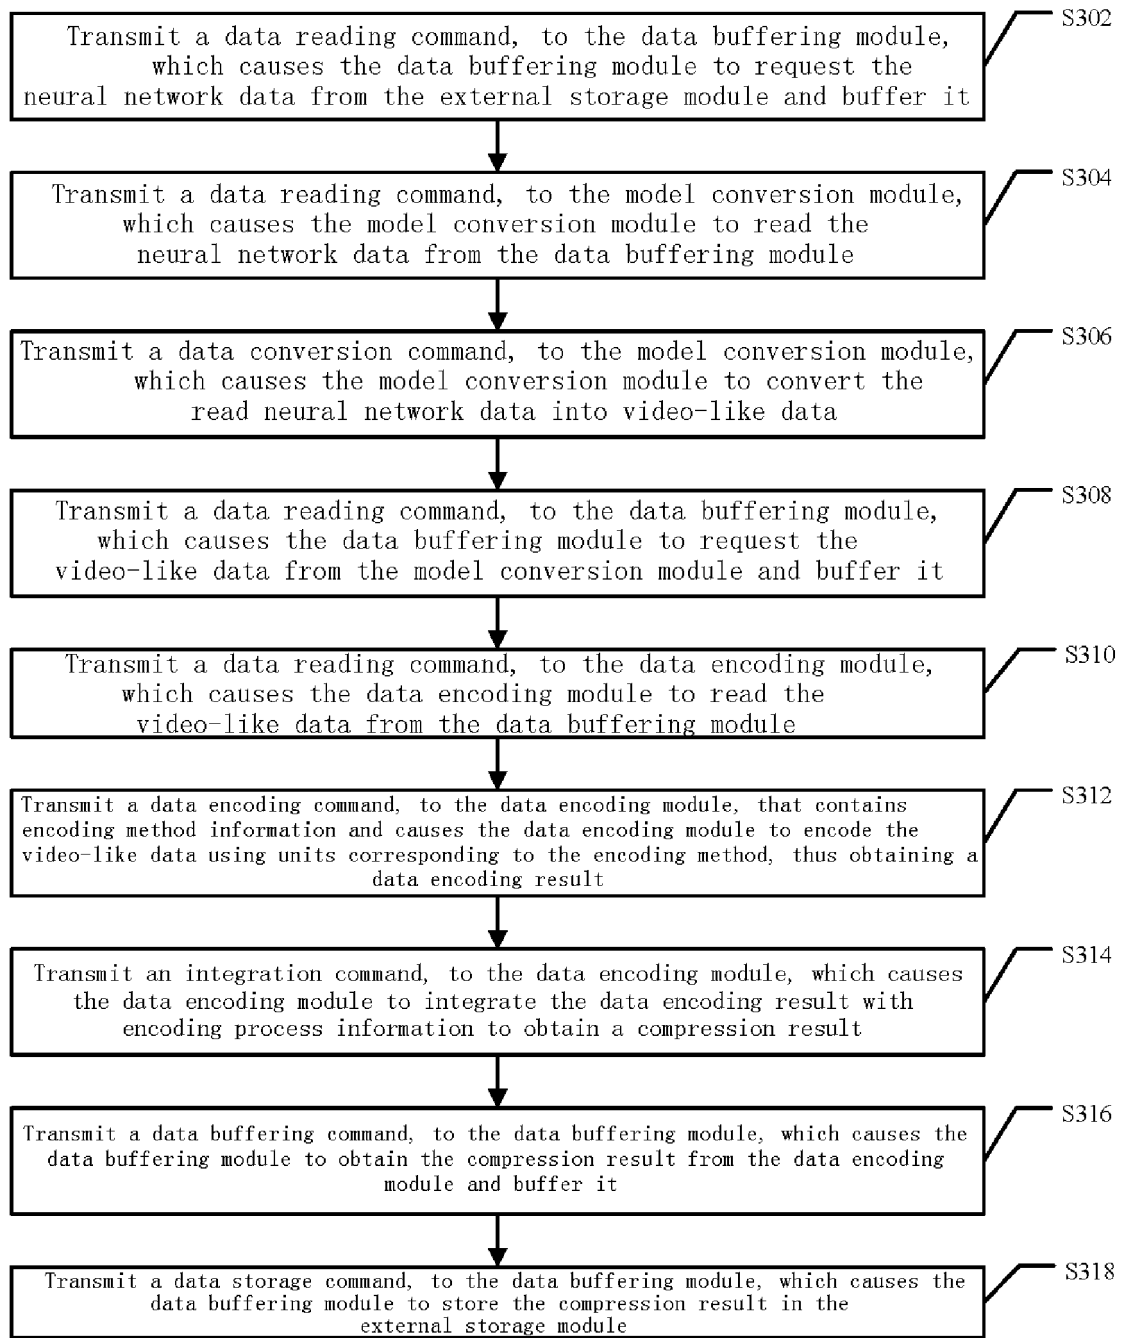 Transmit a data reading command, to the data buffering module,
which causes the data buffering module to request the
neural network data from the external storage module and buffer it
S302
Transmit a data reading command, to the model conversion module,
which causes the model conversion module to read the
neural network data from the data buffering module
S304
Transmit a data conversion command, to the model conversion module,
which causes the model conversion module to convert the
read neural network data into video-like data
S306
Transmit a data reading command, to the data buffering module,
which causes the data buffering module to request the
video-like data from the model conversion module and buffer it
S308
Transmit a data reading command, to the data encoding module,
which causes the data encoding module to read the
video-like data from the data buffering module
S310
Transmit a data encoding command, to the data encoding module, that contains
encoding method information and causes the data encoding module to encode the
video-like data using units corresponding to the encoding method, thus obtaining a
data encoding result
S312
Transmit an integration command, to the data encoding module, which causes
the data encoding module to integrate the data encoding result with
encoding process information to obtain a compression result
S314
Transmit a data buffering command, to the data buffering module, which causes the
data buffering module to obtain the compression result from the data encoding
module and buffer it
S316
Transmit a data storage command, to the data buffering module, which causes the
data buffering module to store the compression result in the
external storage module
S318